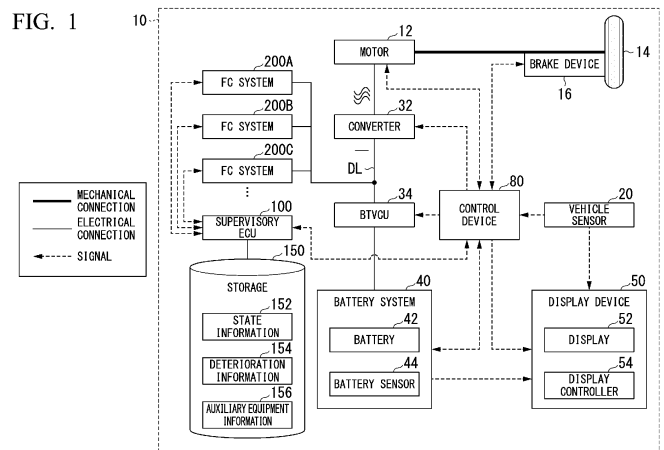 FIG. 1
10
12
MOTOR
14
BRAKE DEVICE
16
200A
FC SYSTEM
200B
FC SYSTEM
200C
FC SYSTEM
32
CONVERTER
DL
34
BTVCU
80
CONTROL
DEVICE
20
VEHICLE
SENSOR
MECHANICAL
CONNECTION
ELECTRICAL
CONNECTION
SIGNAL
100
SUPERVISORY
ECU
150
STORAGE
152
STATE
INFORMATION
154
DETERIORATION
INFORMATION
156
AUXILIARY EQUIPMENT
INFORMATION
40
BATTERY SYSTEM
42
BATTERY
44
BATTERY SENSOR
50
DISPLAY DEVICE
52
DISPLAY
54
DISPLAY
CONTROLLER